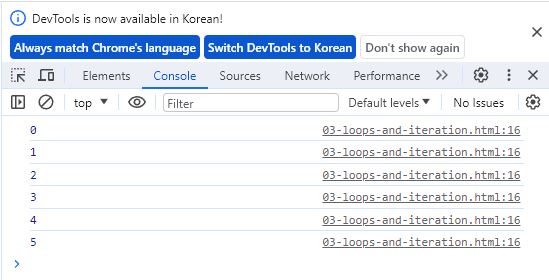 DevTools is now available in Korean!
Always match Chrome's language Switch DevTools to Korean Don't show again
Elements Console Sources Network Performance
top Filter Default levels No Issues
0 03-loops-and-iteration.html:16
1 03-loops-and-iteration.html:16
2 03-loops-and-iteration.html:16
3 03-loops-and-iteration.html:16
4 03-loops-and-iteration.html:16
5 03-loops-and-iteration.html:16